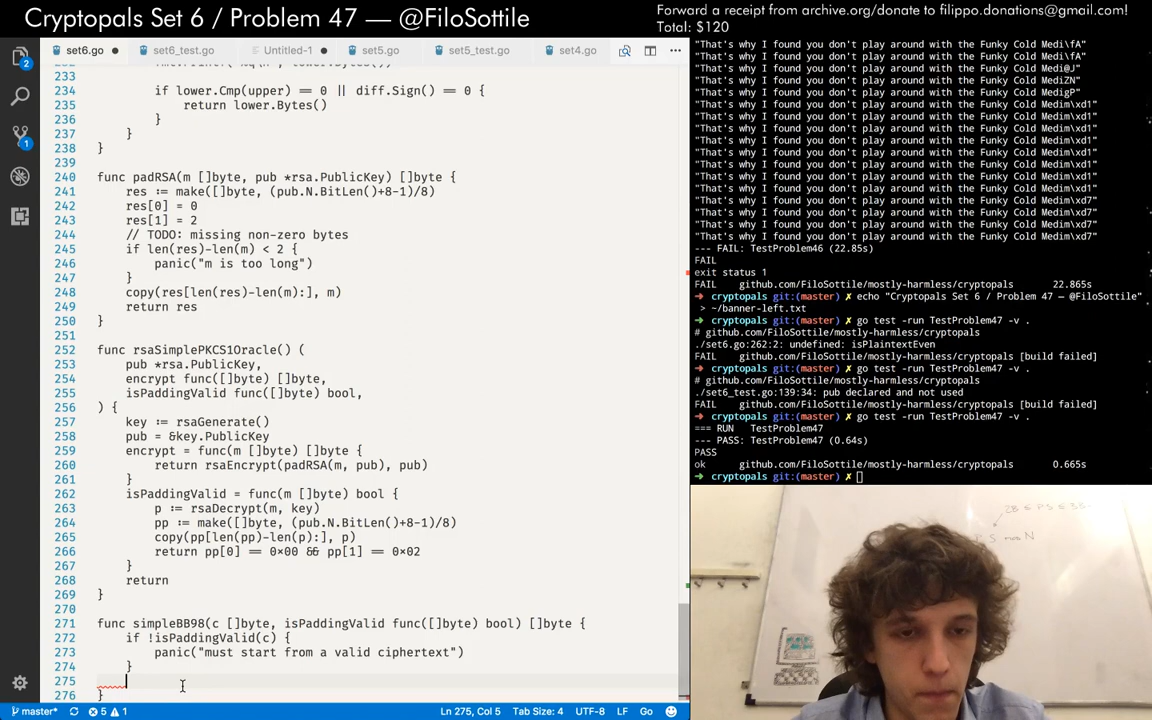 Cryptopals Set 6 / Problem 47 — @FiloSottile
Forward a receipt from archive.org/donate to filippo.donations@gmail.com!
Total: $120
set6.go
set6_test.go
Untitled-1
set5.go
set5_test.go
set4.go
233
234 if lower.Cmp(upper) == 0 || diff.Sign() == 0 {
235 return lower.Bytes()
236 }
237 }
238 }
239
240 func padRSA(m []byte, pub *rsa.PublicKey) []byte {
241 res := make([]byte, (pub.N.BitLen()+8-1)/8)
242 res[0] = 0
243 res[1] = 2
244 // TODO: missing non-zero bytes
245 if len(res)-len(m) < 2 {
246 panic("m is too long")
247 }
248 copy(res[len(res)-len(m):], m)
249 return res
250 }
251
252 func rsaSimplePKCS1Oracle() (
253 pub *rsa.PublicKey,
254 encrypt func([]byte) []byte,
255 isPaddingValid func([]byte) bool,
256 ) {
257 key := rsaGenerate()
258 pub = &key.PublicKey
259 encrypt = func(m []byte) []byte {
260 return rsaEncrypt(padRSA(m, pub), pub)
261 }
262 isPaddingValid = func(m []byte) bool {
263 p := rsaDecrypt(m, key)
264 pp := make([]byte, (pub.N.BitLen()+8-1)/8)
265 copy(pp[len(pp)-len(p):], p)
266 return pp[0] == 0x00 && pp[1] == 0x02
267 }
268 return
269 }
270
271 func simpleBB98(c []byte, isPaddingValid func([]byte) bool) []byte {
272 if !isPaddingValid(c) {
273 panic("must start from a valid ciphertext")
274 }
275
276 }
2
1
master*
5
1
Ln 275, Col 5
Tab Size: 4
UTF-8
LF
Go
"That's why I found you don't play around with the Funky Cold Medi\fA"
"That's why I found you don't play around with the Funky Cold Medi\fA"
"That's why I found you don't play around with the Funky Cold Medi@J"
"That's why I found you don't play around with the Funky Cold MediZN"
"That's why I found you don't play around with the Funky Cold MedigP"
"That's why I found you don't play around with the Funky Cold Medim\xd1"
"That's why I found you don't play around with the Funky Cold Medim\xd1"
"That's why I found you don't play around with the Funky Cold Medim\xd1"
"That's why I found you don't play around with the Funky Cold Medim\xd1"
"That's why I found you don't play around with the Funky Cold Medim\xd1"
"That's why I found you don't play around with the Funky Cold Medim\xd1"
"That's why I found you don't play around with the Funky Cold Medim\xd1"
"That's why I found you don't play around with the Funky Cold Medim\xd1"
"That's why I found you don't play around with the Funky Cold Medim\xd7"
"That's why I found you don't play around with the Funky Cold Medim\xd7"
"That's why I found you don't play around with the Funky Cold Medim\xd7"
"That's why I found you don't play around with the Funky Cold Medim\xd7"
--- FAIL: TestProblem46 (22.85s)
FAIL
exit status 1
FAIL github.com/FiloSottile/mostly-harmless/cryptopals 22.865s
➜ cryptopals git:(master) ✗ echo "Cryptopals Set 6 / Problem 47 — @FiloSottile"
> ~/banner-left.txt
➜ cryptopals git:(master) ✗ go test -run TestProblem47 -v .
# github.com/FiloSottile/mostly-harmless/cryptopals
./set6.go:262:2: undefined: isPlaintextEven
FAIL github.com/FiloSottile/mostly-harmless/cryptopals [build failed]
➜ cryptopals git:(master) ✗ go test -run TestProblem47 -v .
# github.com/FiloSottile/mostly-harmless/cryptopals
./set6_test.go:139:34: pub declared and not used
FAIL github.com/FiloSottile/mostly-harmless/cryptopals [build failed]
➜ cryptopals git:(master) ✗ go test -run TestProblem47 -v .
=== RUN TestProblem47
--- PASS: TestProblem47 (0.64s)
PASS
ok github.com/FiloSottile/mostly-harmless/cryptopals 0.665s
➜ cryptopals git:(master) ✗